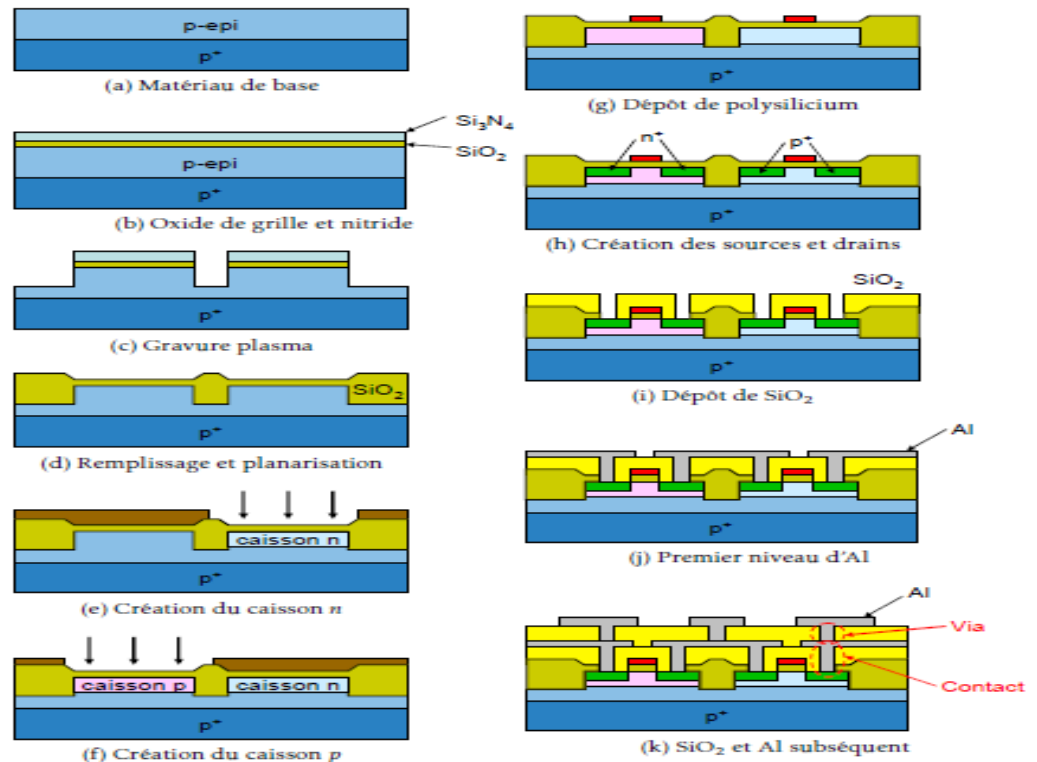 p-epi
p⁺
(a) Matériau de base
Si₃N₄
SiO₂
p-epi
p⁺
(b) Oxide de grille et nitride
p⁺
(c) Gravure plasma
SiO₂
p⁺
(d) Remplissage et planarisation
caisson n
p⁺
(e) Création du caisson n
caisson p
caisson n
p⁺
(f) Création du caisson p
p⁺
(g) Dépôt de polysilicium
n⁺
p⁺
p⁺
(h) Création des sources et drains
SiO₂
p⁺
(i) Dépôt de SiO₂
Al
p⁺
(j) Premier niveau d'Al
Al
Via
Contact
p⁺
(k) SiO₂ et Al subséquent